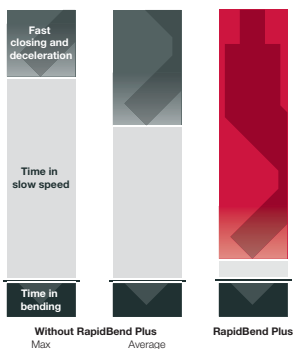 Fast
closing and
deceleration
Time in
slow speed
Time in
bending
Without RapidBend Plus
RapidBend Plus
Max
Average